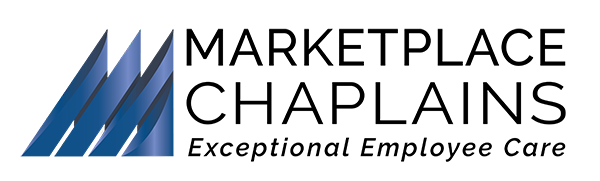 MARKETPLACE
CHAPLAINS
Exceptional Employee Care